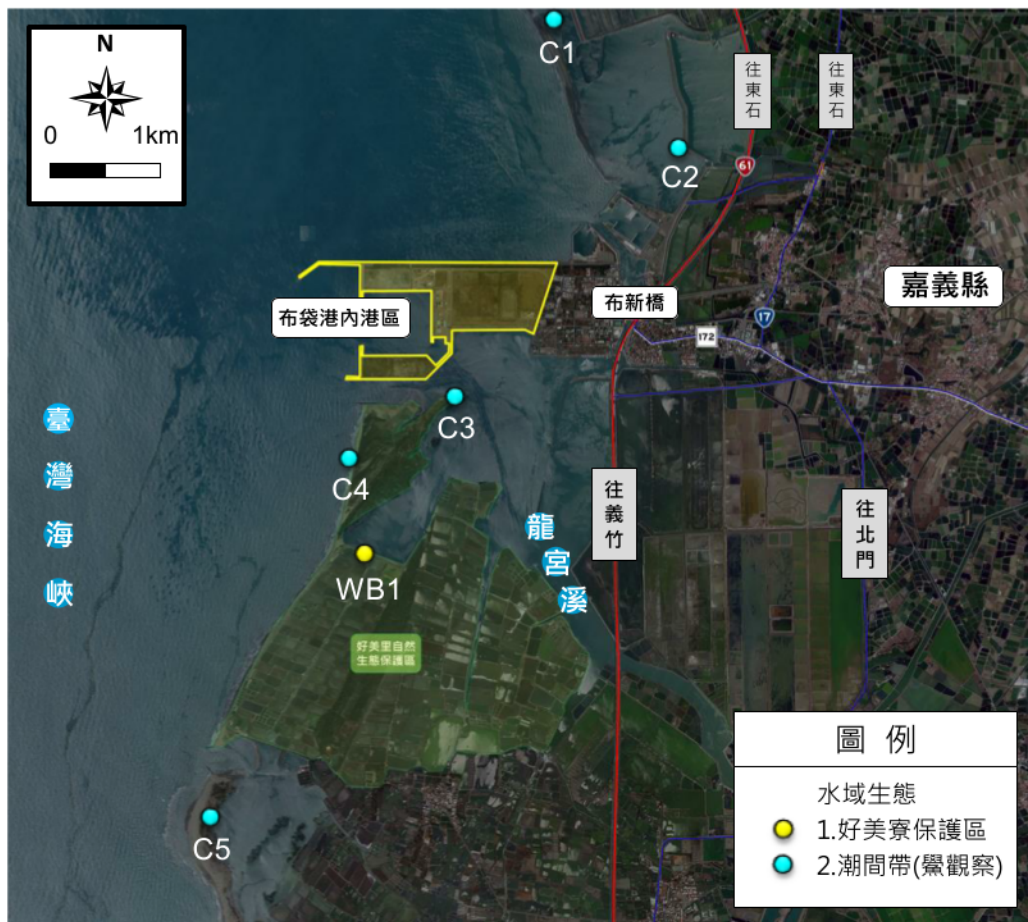 N
0 1km
C1
往東石
往東石
C2
61
嘉義縣
布袋港內港區
布新橋
17
172
C3
臺灣海峽
C4
往義竹
往北門
龍宮溪
WB1
好美里自然
生態保護區
C5
圖 例
水域生態
1.好美寮保護區
2.潮間帶(鱟觀察)